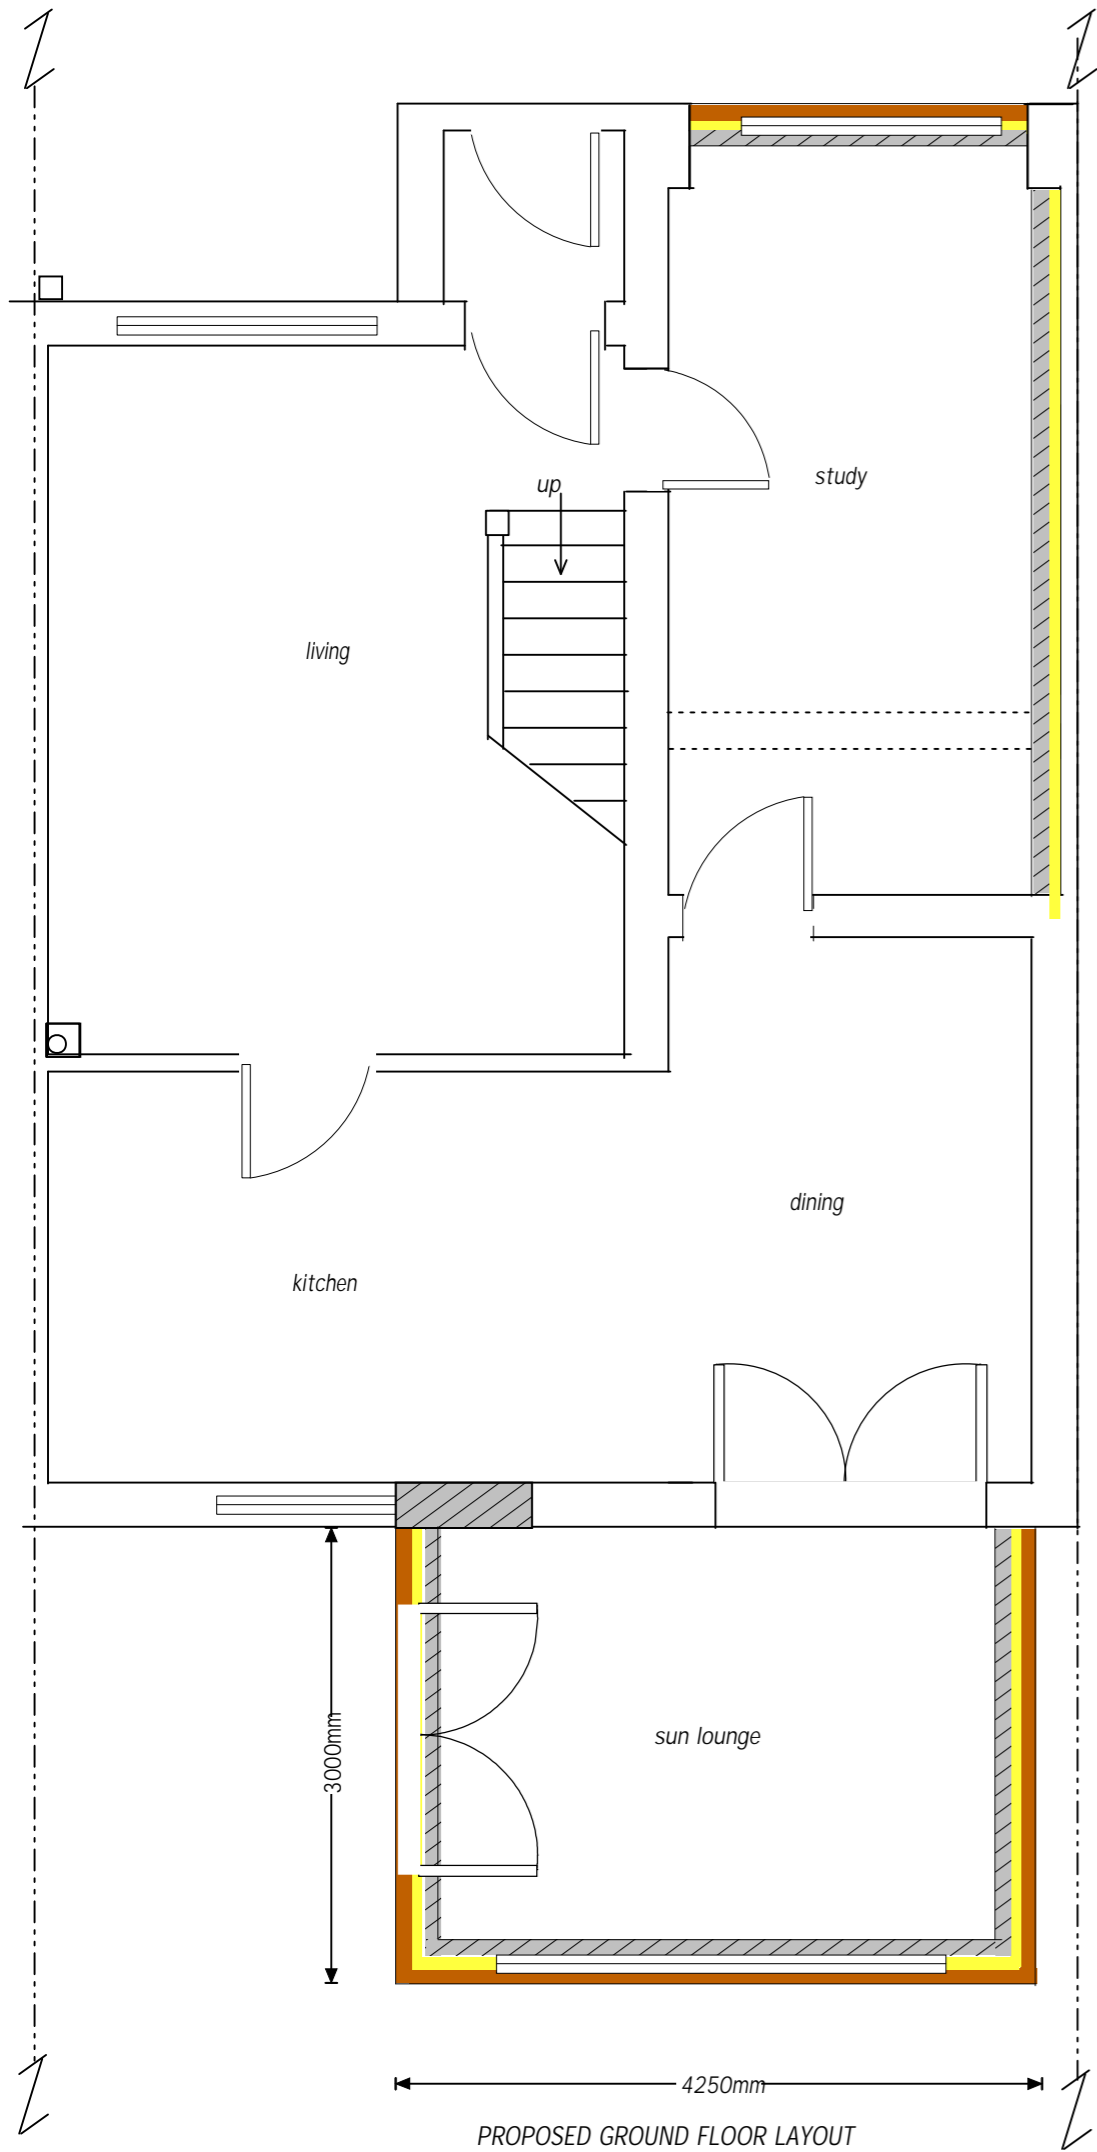 up
study
living
dining
kitchen
sun lounge
3000mm
4250mm
PROPOSED GROUND FLOOR LAYOUT